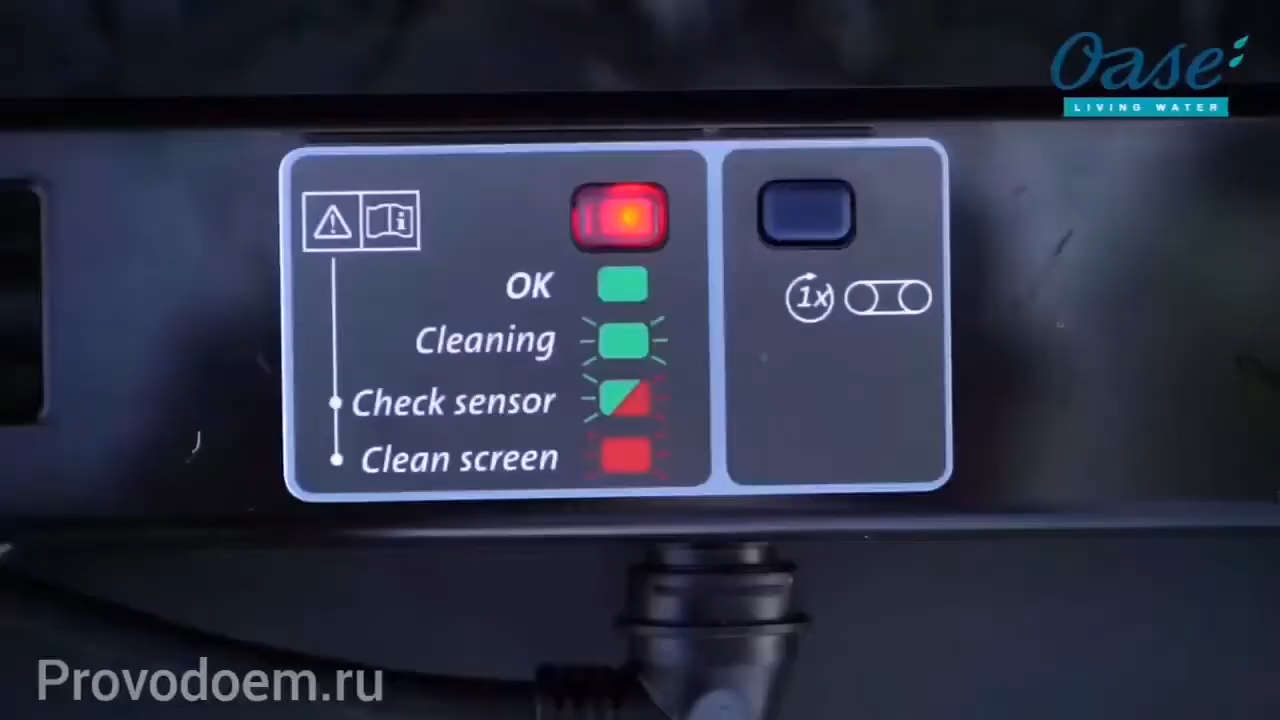 Oase
LIVING WATER
OK
Cleaning
Check sensor
Clean screen
1x
Provodoem.ru